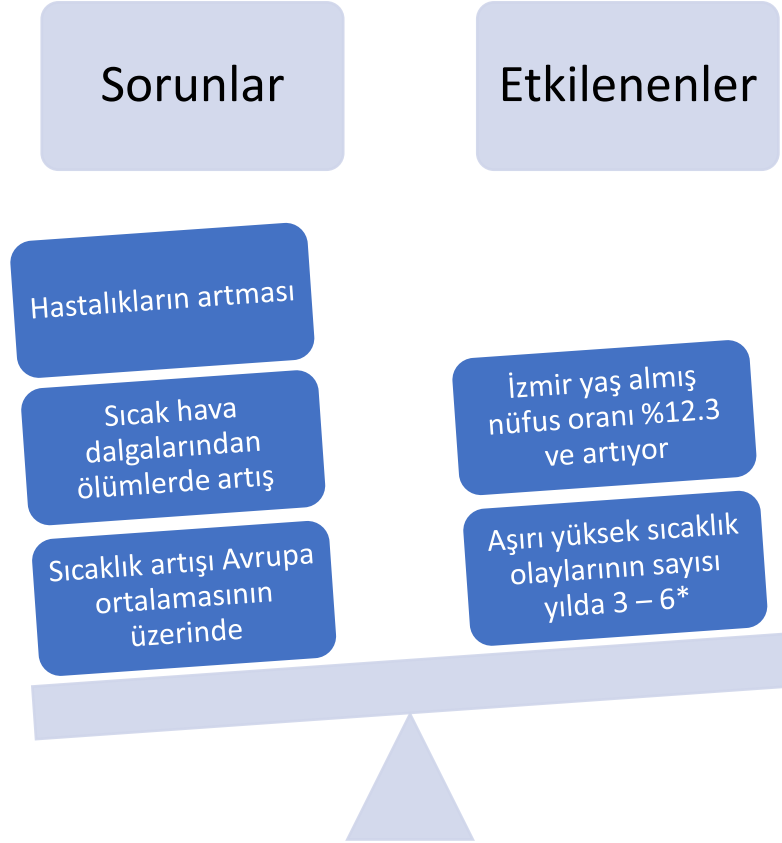 Sorunlar
Hastalıkların artması
Sıcak hava
dalgalarından
ölümlerde artış
Sıcaklık artışı Avrupa
ortalamasının
üzerinde
Etkilenenler
İzmir yaş almış
nüfus oranı %12.3
ve artıyor
Aşırı yüksek sıcaklık
olaylarının sayısı
yılda 3 – 6*